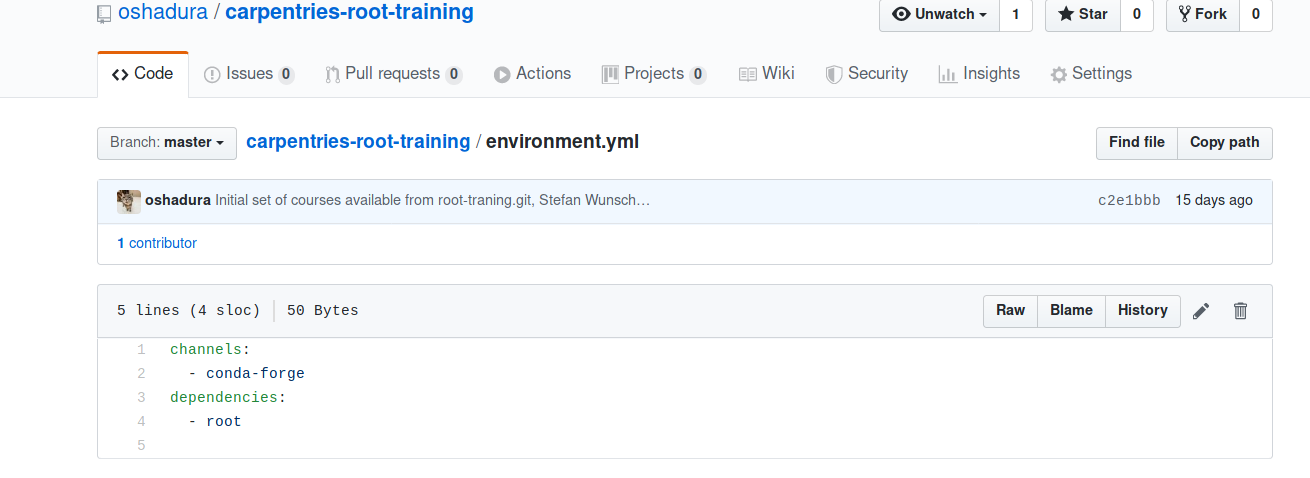 oshadura / carpentries-root-training
Unwatch 1 Star 0 Fork 0
Code Issues 0 Pull requests 0 Actions Projects 0 Wiki Security Insights Settings
Branch: master carpentries-root-training / environment.yml Find file Copy path
oshadura Initial set of courses available from root-traning.git, Stefan Wunsch… c2e1bbb 15 days ago
1 contributor
5 lines (4 sloc) 50 Bytes Raw Blame History
1 channels:
2 - conda-forge
3 dependencies:
4 - root
5